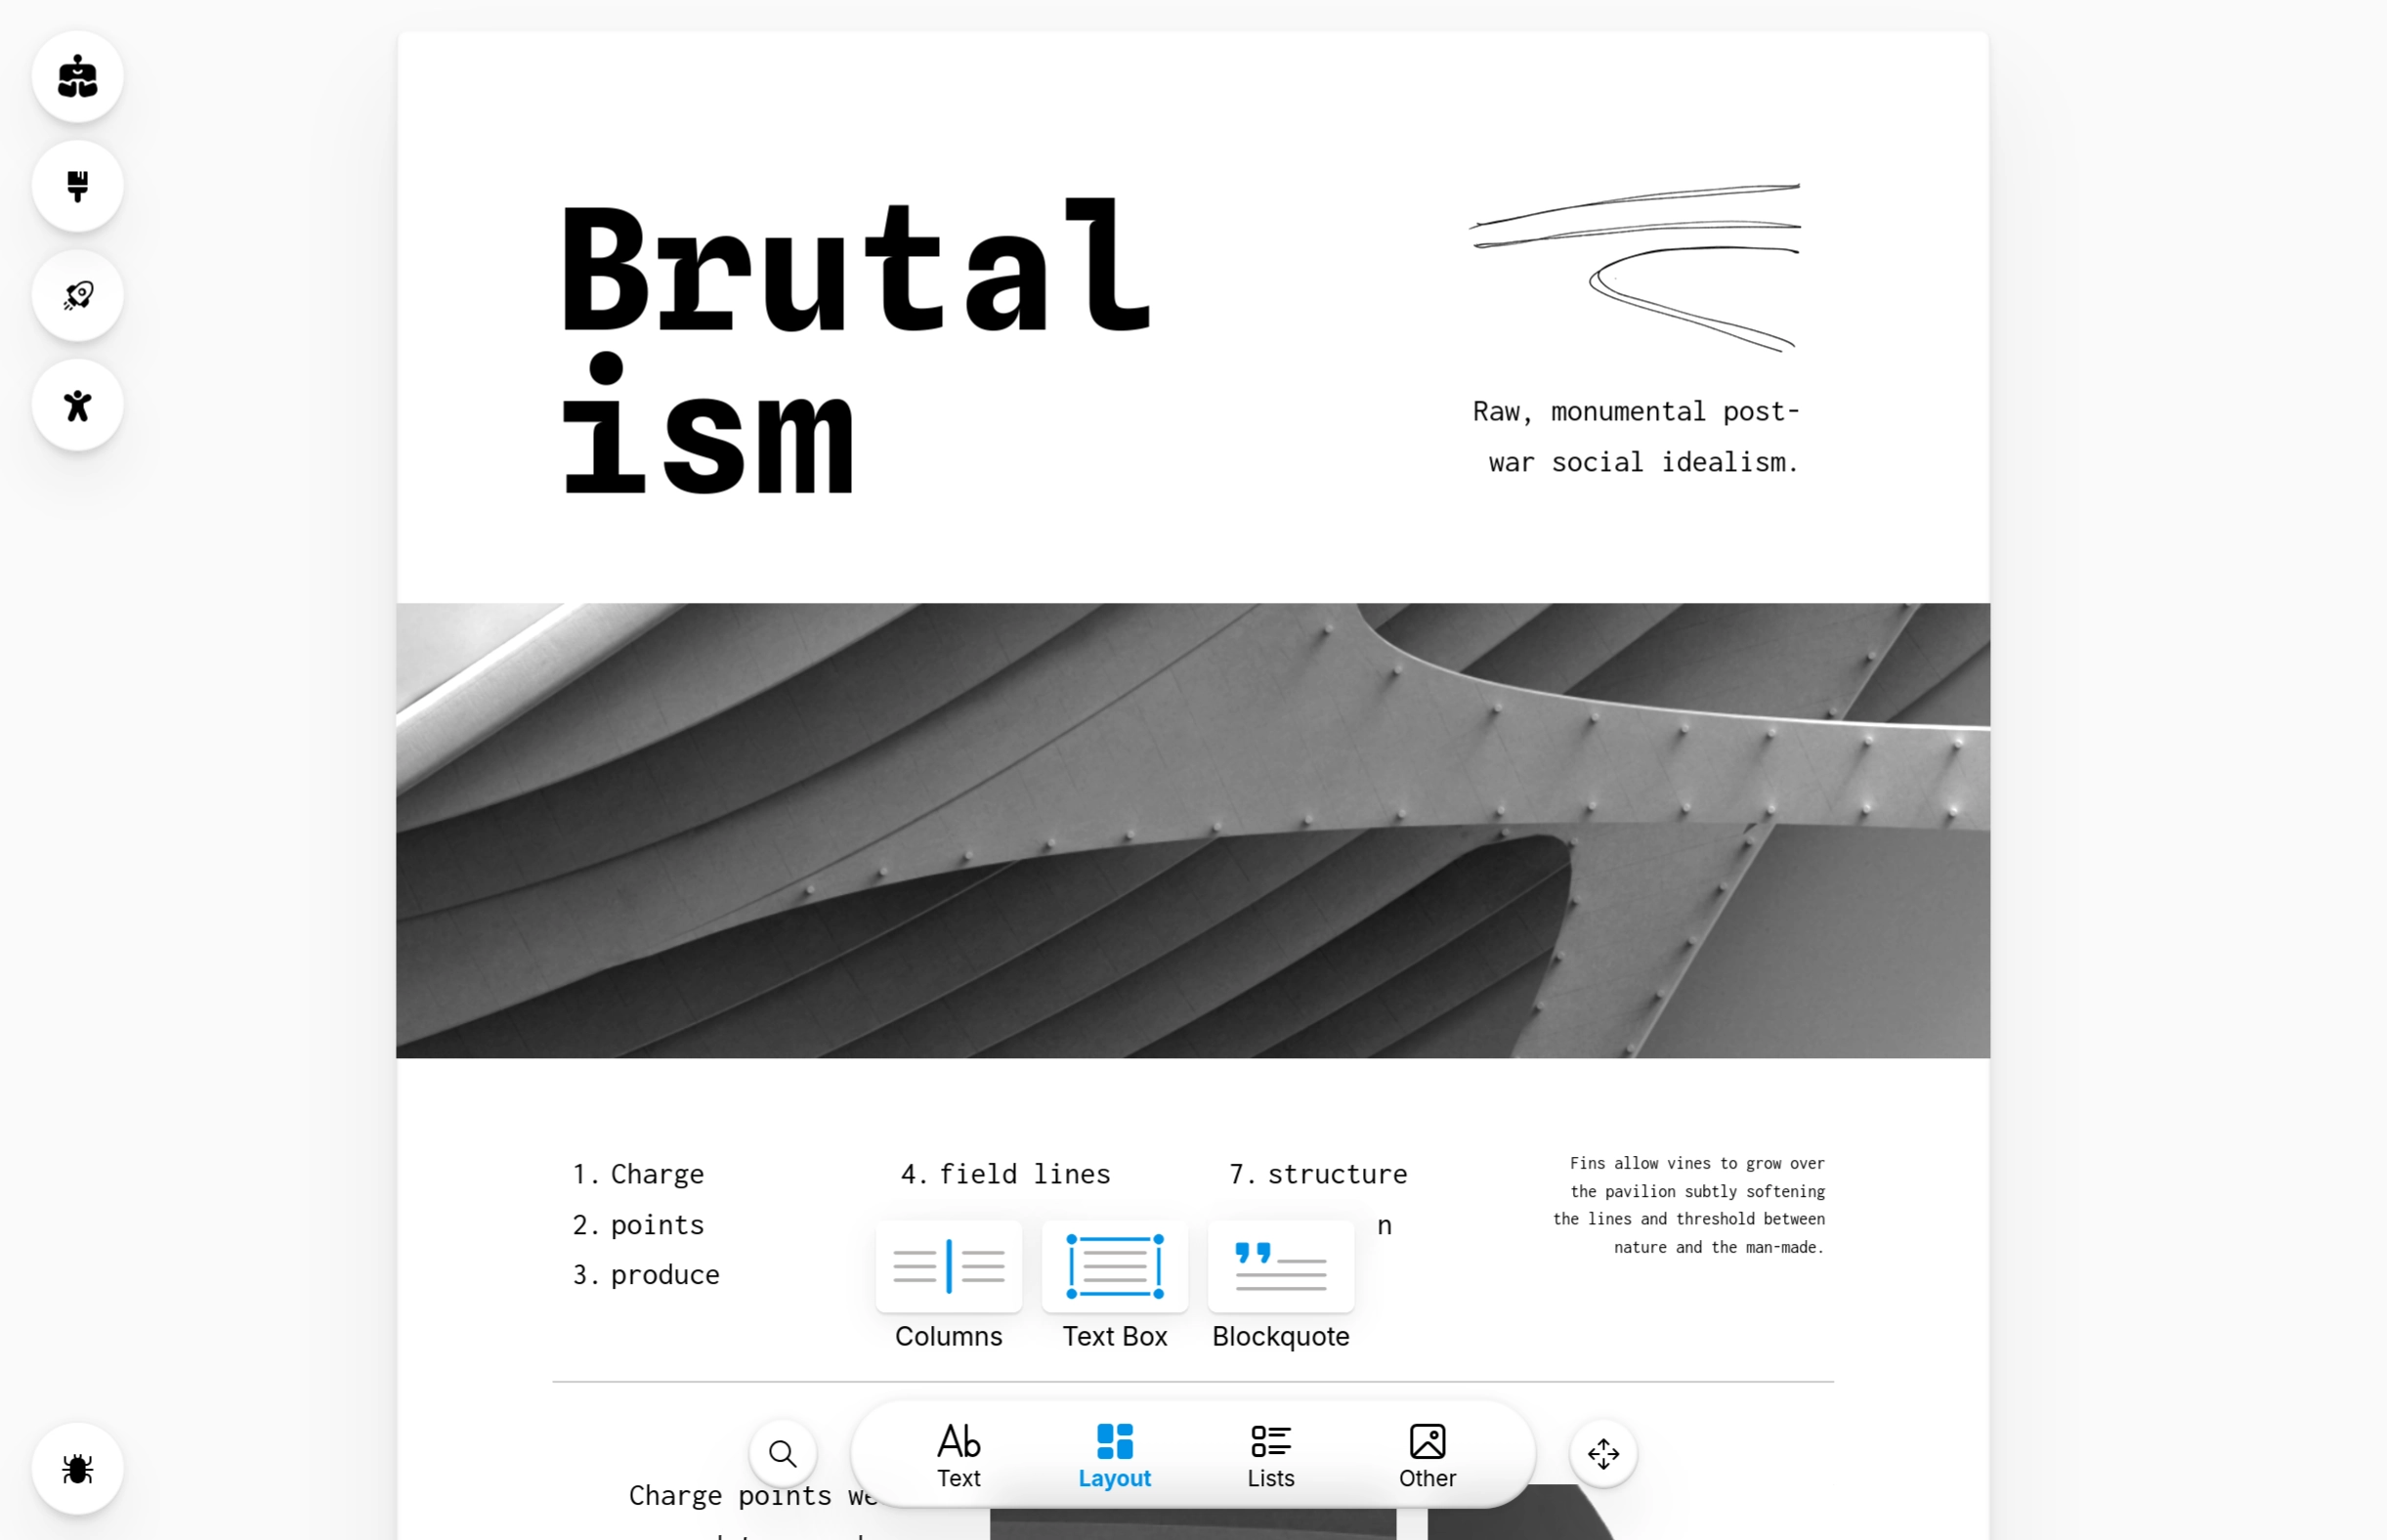 Brutal
ism
Raw, monumental post-
war social idealism.
1. Charge
2. points
3. produce
4. field lines
7. structure
n
Fins allow vines to grow over
the pavilion subtly softening
the lines and threshold between
nature and the man-made.
Columns
Text Box
Blockquote
Ab
Text
Layout
Lists
Other
Charge points we